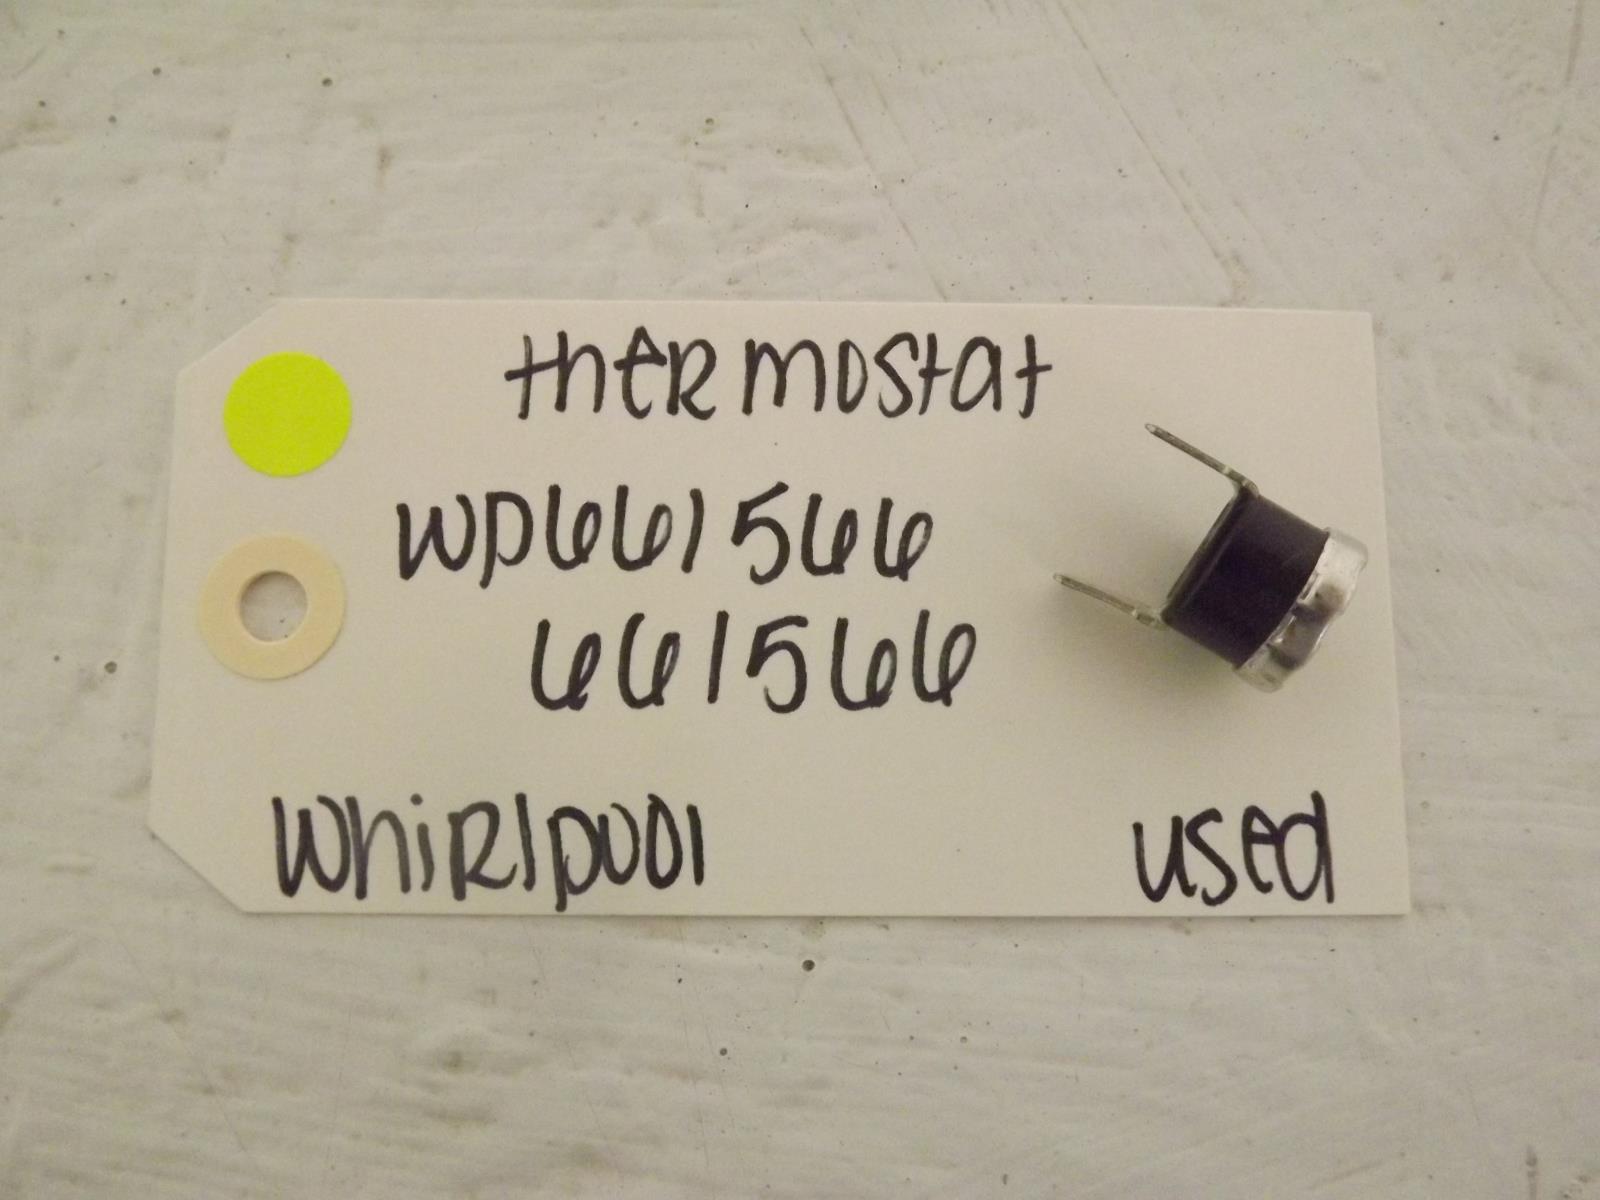 thermostat
WP661566
661566
Whirlpool
used